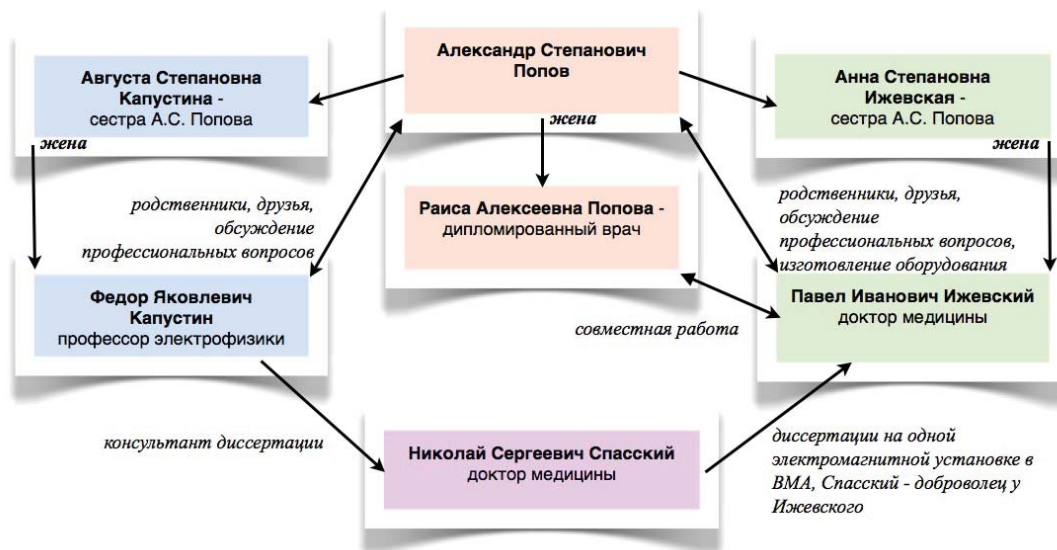 Александр Степанович
Попов
Августа Степановна
Капустина -
сестра А.С. Попова
Анна Степановна
Ижевская -
сестра А.С. Попова
жена
жена
жена
родственники, друзья,
обсуждение
профессиональных вопросов
Раиса Алексеевна Попова -
дипломированный врач
родственники, друзья,
обсуждение
профессиональных вопросов,
изготовление оборудования
Федор Яковлевич
Капустин
профессор электрофизики
Павел Иванович Ижевский
доктор медицины
совместная работа
консультант диссертации
Николай Сергеевич Спасский
доктор медицины
диссертации на одной
электромагнитной установке в
ВМА, Спасский - доброволец у
Ижевского